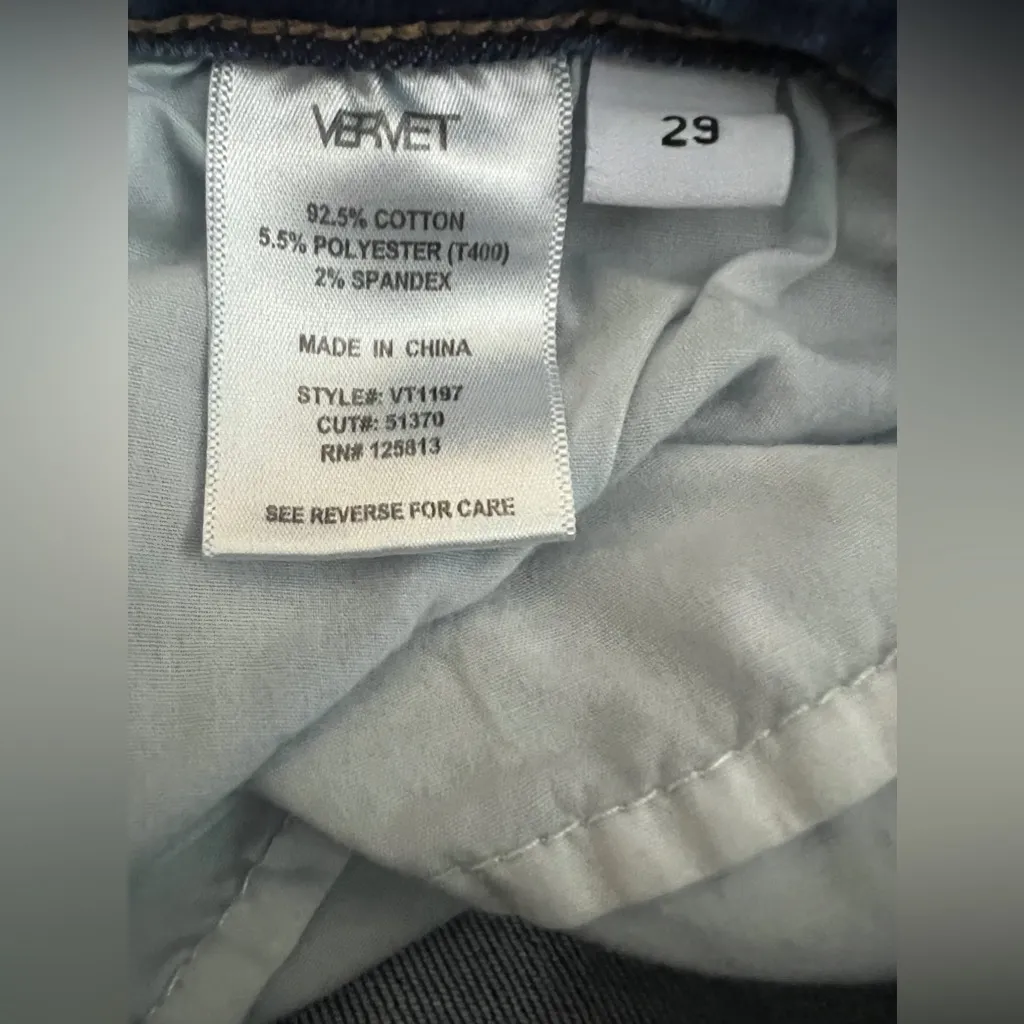 VERVET
92.5% COTTON
5.5% POLYESTER (T400)
2% SPANDEX
MADE IN CHINA
STYLE#: VT1197
CUT#: 51370
RN# 125813
SEE REVERSE FOR CARE
29